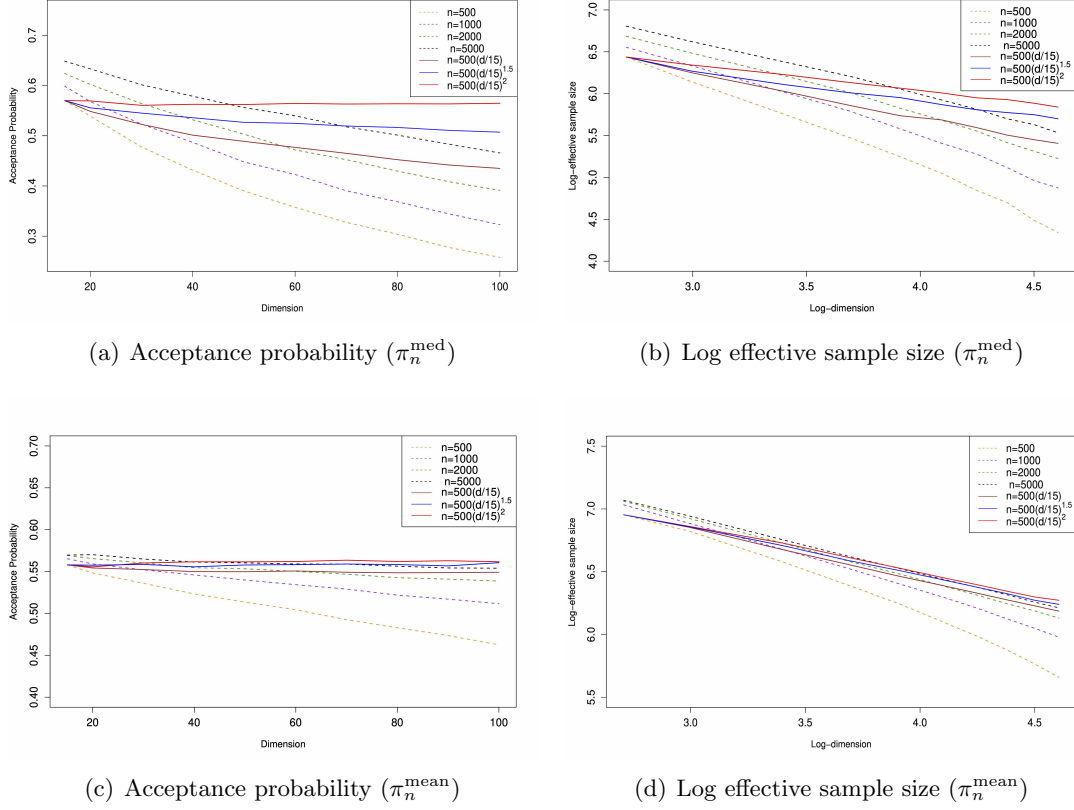 n=500
n=1000
n=2000
n=5000
n=500(d/15)
n=500(d/15)^1.5
n=500(d/15)^2
0.7
0.6
0.5
0.4
0.3
Acceptance Probability
20 40 60 80 100
Dimension
(a) Acceptance probability (π_n^med)
n=500
n=1000
n=2000
n=5000
n=500(d/15)
n=500(d/15)^1.5
n=500(d/15)^2
7.0
6.5
6.0
5.5
5.0
4.5
4.0
Log-effective sample size
3.0 3.5 4.0 4.5
Log-dimension
(b) Log effective sample size (π_n^med)
n=500
n=1000
n=2000
n=5000
n=500(d/15)
n=500(d/15)^1.5
n=500(d/15)^2
0.70
0.65
0.60
0.55
0.50
0.45
0.40
Acceptance Probability
20 40 60 80 100
Dimension
(c) Acceptance probability (π_n^mean)
n=500
n=1000
n=2000
n=5000
n=500(d/15)
n=500(d/15)^1.5
n=500(d/15)^2
7.5
7.0
6.5
6.0
5.5
Log-effective sample size
3.0 3.5 4.0 4.5
Log-dimension
(d) Log effective sample size (π_n^mean)